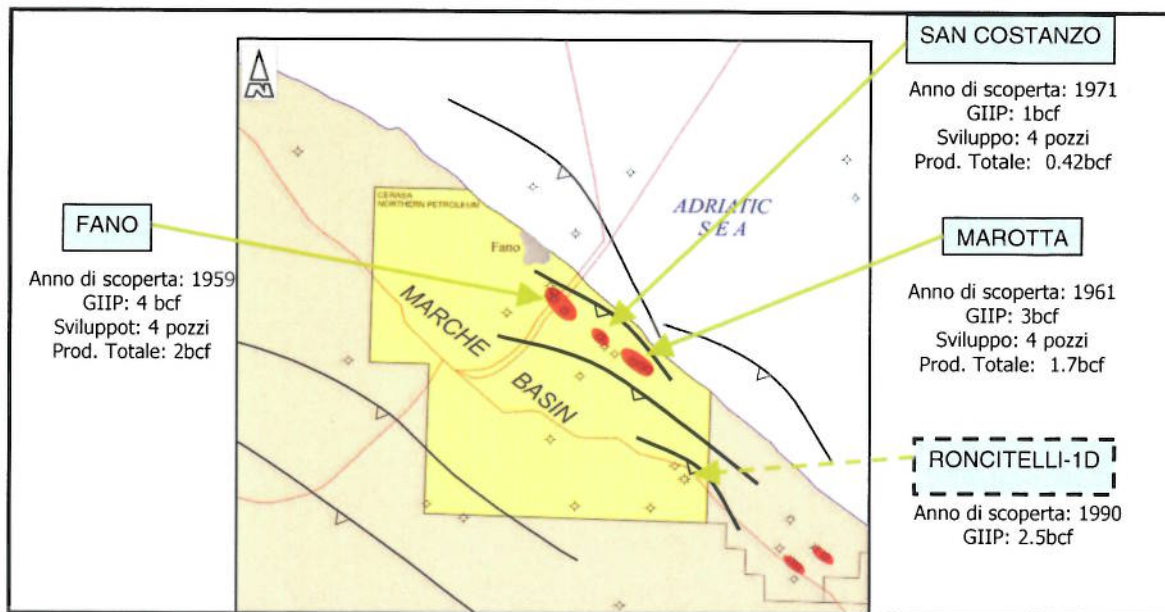 SAN COSTANZO
Anno di scoperta: 1971
GIIP: 1bcf
Sviluppo: 4 pozzi
Prod. Totale: 0.42bcf
N
CERASA
NORTHERN PETROLEUM
ADRIATIC
SEA
Fano
FANO
Anno di scoperta: 1959
GIIP: 4 bcf
Sviluppot: 4 pozzi
Prod. Totale: 2bcf
MAROTTA
Anno di scoperta: 1961
GIIP: 3bcf
Sviluppo: 4 pozzi
Prod. Totale: 1.7bcf
MARCHE
BASIN
RONCITELLI-1D
Anno di scoperta: 1990
GIIP: 2.5bcf